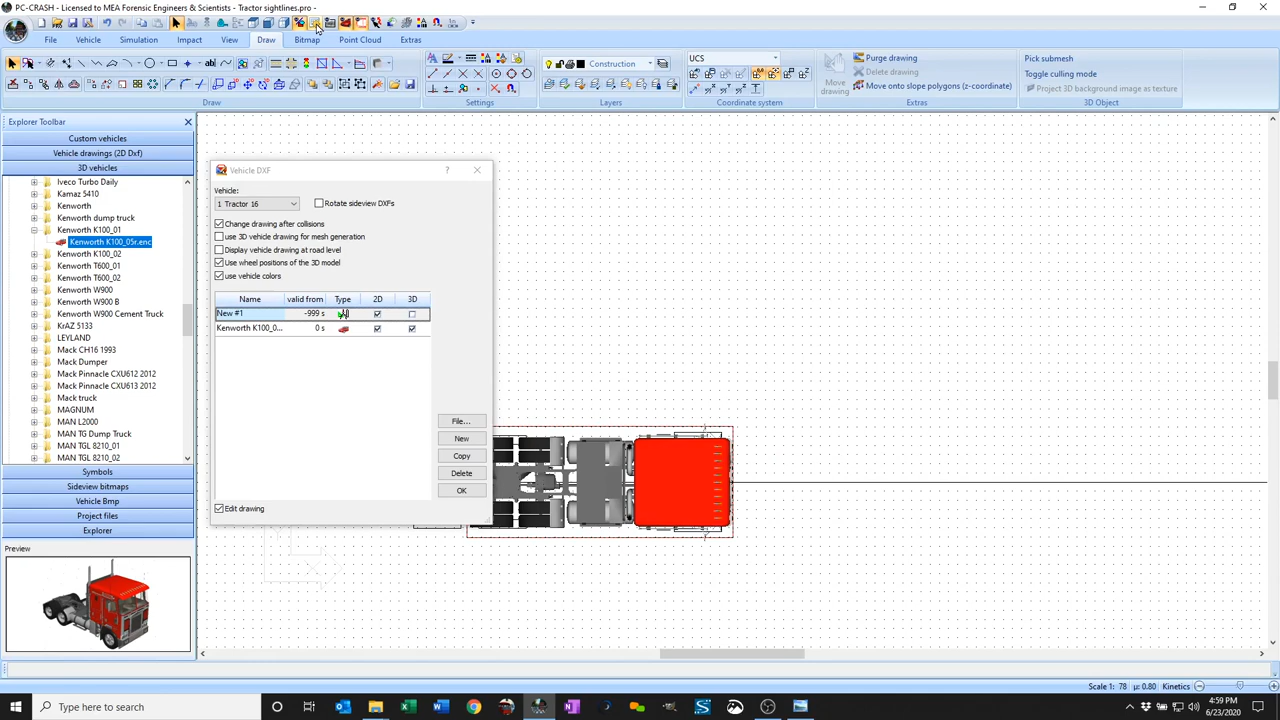 PC-CRASH - Licensed to MEA Forensic Engineers & Scientists - Tractor sightlines.pro -
File Vehicle Simulation Impact View Draw Bitmap Point Cloud Extras
Construction
UCS
Move drawing
Purge drawing
Delete drawing
Move onto slope polygons (z-coordinate)
Pick submesh
Toggle culling mode
Project 3D background image as texture
Draw Settings Layers Coordinate system Extras 3D Object
Explorer Toolbar
Custom vehicles
Vehicle drawings (2D Dxf)
3D vehicles
Iveco Turbo Daily
Kamaz 5410
Kenworth
Kenworth dump truck
Kenworth K100_01
Kenworth K100_05r.enc
Kenworth K100_02
Kenworth T600_01
Kenworth T600_02
Kenworth W900
Kenworth W900 B
Kenworth W900 Cement Truck
KrAZ 5133
LEYLAND
Mack CH16 1993
Mack Dumper
Mack Pinnacle CXU612 2012
Mack Pinnacle CXU613 2012
Mack truck
MAGNUM
MAN L2000
MAN TG Dump Truck
MAN TGL 8210_01
MAN TGL 8210_02
Symbols
Sideview bitmaps
Vehicle Bmp
Project files
Explorer
Preview
Vehicle DXF
?
Vehicle:
1 Tractor 16
Rotate sideview DXFs
Change drawing after collisions
use 3D vehicle drawing for mesh generation
Display vehicle drawing at road level
Use wheel positions of the 3D model
use vehicle colors
Name valid from Type 2D 3D
New #1 -999 s
Kenworth K100_0... 0 s
File...
New
Copy
Delete
OK
Edit drawing
Scale 1: 78 µ: 0.80 Kinetics
Type here to search
4:59 PM
6/23/2020